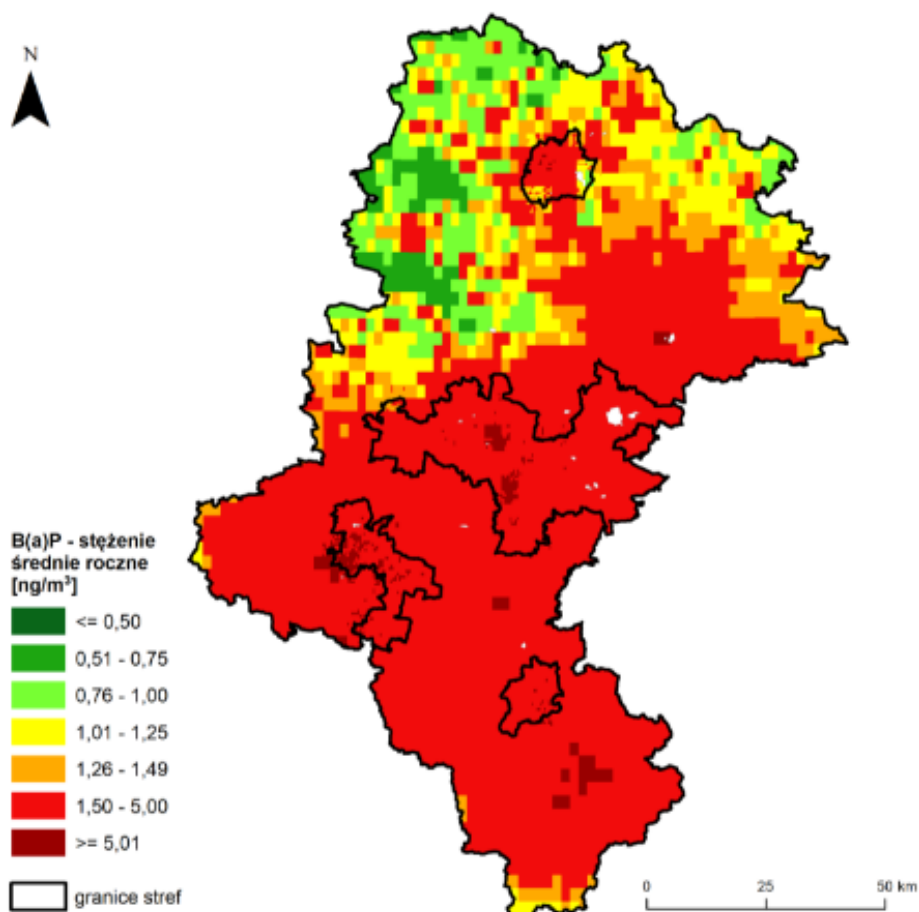 N
B(a)P - stężenie
średnie roczne
[ng/m³]
<= 0,50
0,51 - 0,75
0,76 - 1,00
1,01 - 1,25
1,26 - 1,49
1,50 - 5,00
>= 5,01
granice stref
0 25 50 km